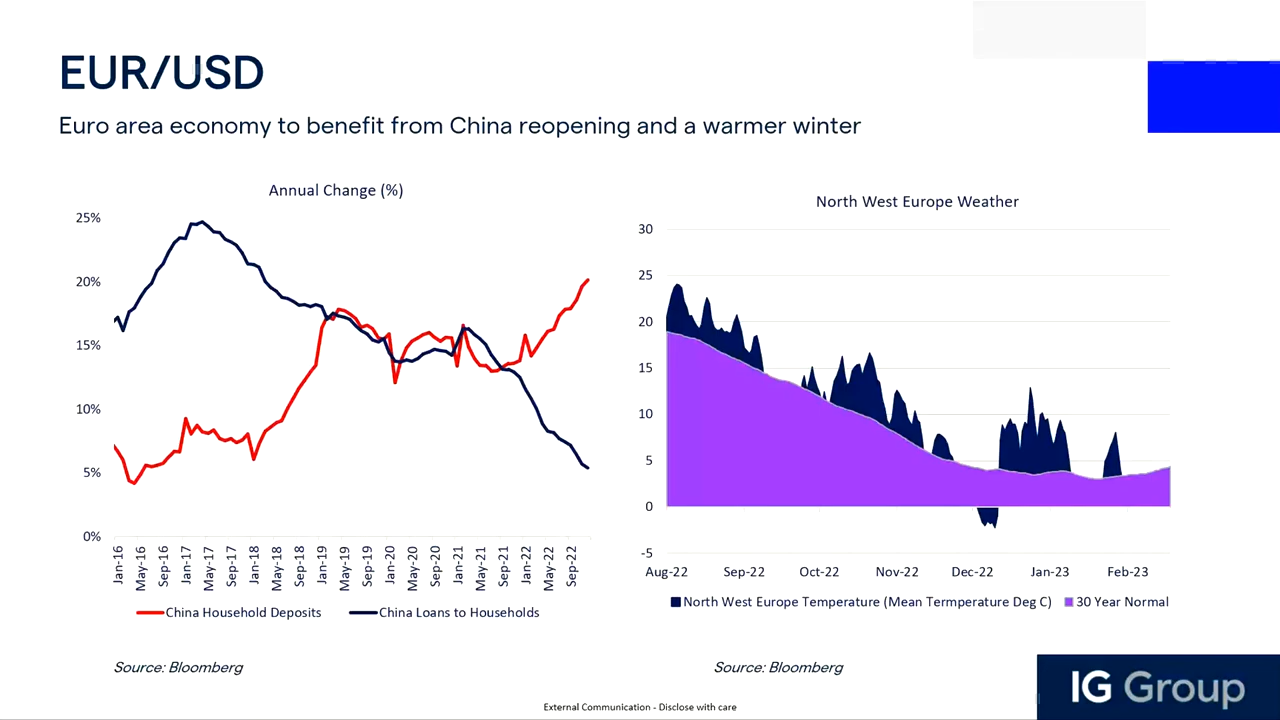 EUR/USD
Euro area economy to benefit from China reopening and a warmer winter
Annual Change (%)
25%
20%
15%
10%
5%
0%
Jan-16 May-16 Sep-16 Jan-17 May-17 Sep-17 Jan-18 May-18 Sep-18 Jan-19 May-19 Sep-19 Jan-20 May-20 Sep-20 Jan-21 May-21 Sep-21 Jan-22 May-22 Sep-22
China Household Deposits China Loans to Households
Source: Bloomberg
North West Europe Weather
30
25
20
15
10
5
0
-5
Aug-22 Sep-22 Oct-22 Nov-22 Dec-22 Jan-23 Feb-23
North West Europe Temperature (Mean Termperature Deg C) 30 Year Normal
Source: Bloomberg
IG Group
External Communication - Disclose with care